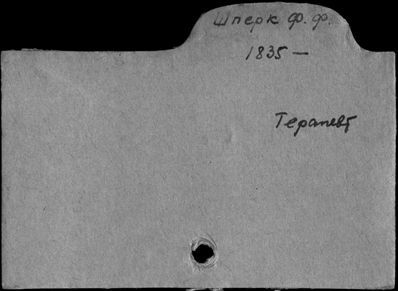 Шперк Ф. Ф.
1835 —
Терапевт